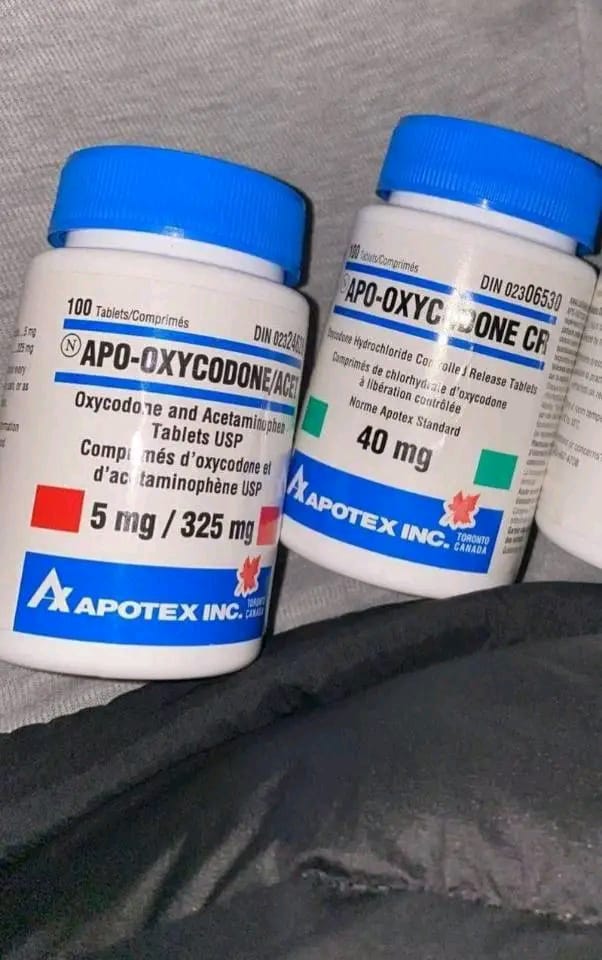 100 Tablets/Comprimés
Ⓝ APO-OXYCODONE/ACET
Oxycodone and Acetaminophen
Tablets USP
Comprimés d'oxycodone et
d'acétaminophène USP
5 mg / 325 mg
APOTEX INC.
TORONTO
CANADA
100 Tablets/Comprimés
DIN 02306530
Ⓝ APO-OXYCODONE CR
Oxycodone Hydrochloride Controlled Release Tablets
Comprimés de chlorhydrate d'oxycodone
à libération contrôlée
Norme Apotex Standard
40 mg
APOTEX INC.
TORONTO
CANADA